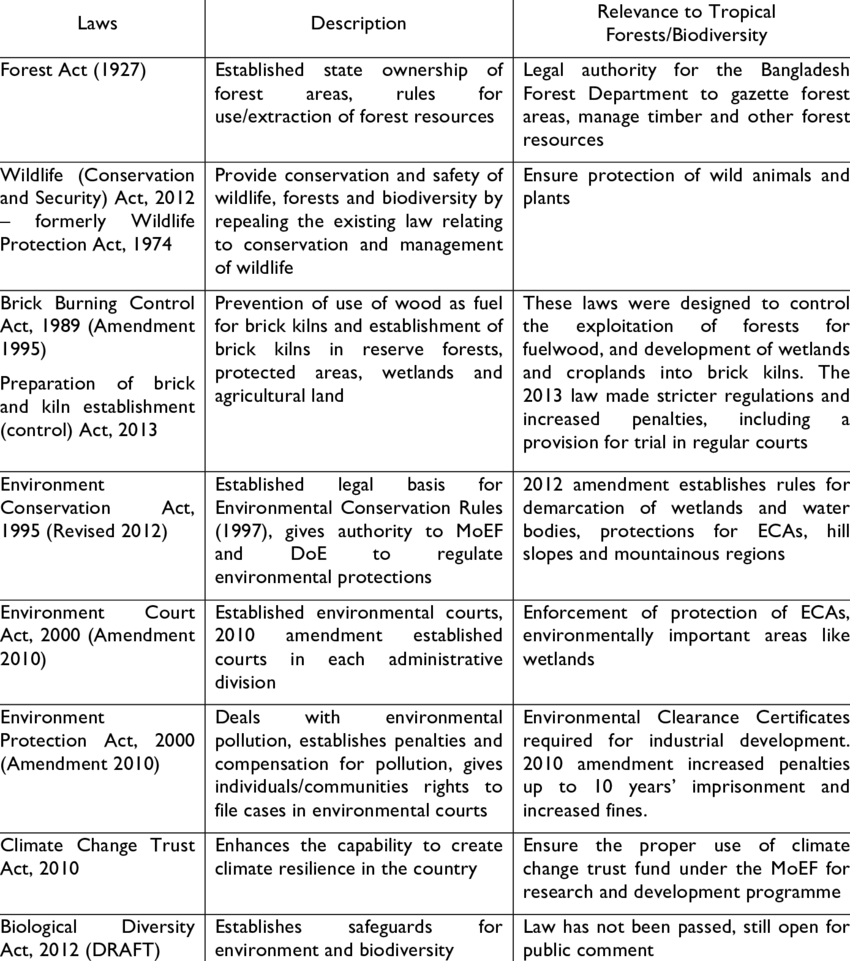 Laws
Description
Relevance to Tropical
Forests/Biodiversity
Forest Act (1927)
Established state ownership of
forest areas, rules for
use/extraction of forest resources
Legal authority for the Bangladesh
Forest Department to gazette forest
areas, manage timber and other forest
resources
Wildlife (Conservation
and Security) Act, 2012
– formerly Wildlife
Protection Act, 1974
Provide conservation and safety of
wildlife, forests and biodiversity by
repealing the existing law relating
to conservation and management
of wildlife
Ensure protection of wild animals and
plants
Brick Burning Control
Act, 1989 (Amendment
1995)
Preparation of brick
and kiln establishment
(control) Act, 2013
Prevention of use of wood as fuel
for brick kilns and establishment of
brick kilns in reserve forests,
protected areas, wetlands and
agricultural land
These laws were designed to control
the exploitation of forests for
fuelwood, and development of wetlands
and croplands into brick kilns. The
2013 law made stricter regulations and
increased penalties, including a
provision for trial in regular courts
Environment
Conservation Act,
1995 (Revised 2012)
Established legal basis for
Environmental Conservation Rules
(1997), gives authority to MoEF
and DoE to regulate
environmental protections
2012 amendment establishes rules for
demarcation of wetlands and water
bodies, protections for ECAs, hill
slopes and mountainous regions
Environment Court
Act, 2000 (Amendment
2010)
Established environmental courts,
2010 amendment established
courts in each administrative
division
Enforcement of protection of ECAs,
environmentally important areas like
wetlands
Environment
Protection Act, 2000
(Amendment 2010)
Deals with environmental
pollution, establishes penalties and
compensation for pollution, gives
individuals/communities rights to
file cases in environmental courts
Environmental Clearance Certificates
required for industrial development.
2010 amendment increased penalties
up to 10 years’ imprisonment and
increased fines.
Climate Change Trust
Act, 2010
Enhances the capability to create
climate resilience in the country
Ensure the proper use of climate
change trust fund under the MoEF for
research and development programme
Biological Diversity
Act, 2012 (DRAFT)
Establishes safeguards for
environment and biodiversity
Law has not been passed, still open for
public comment